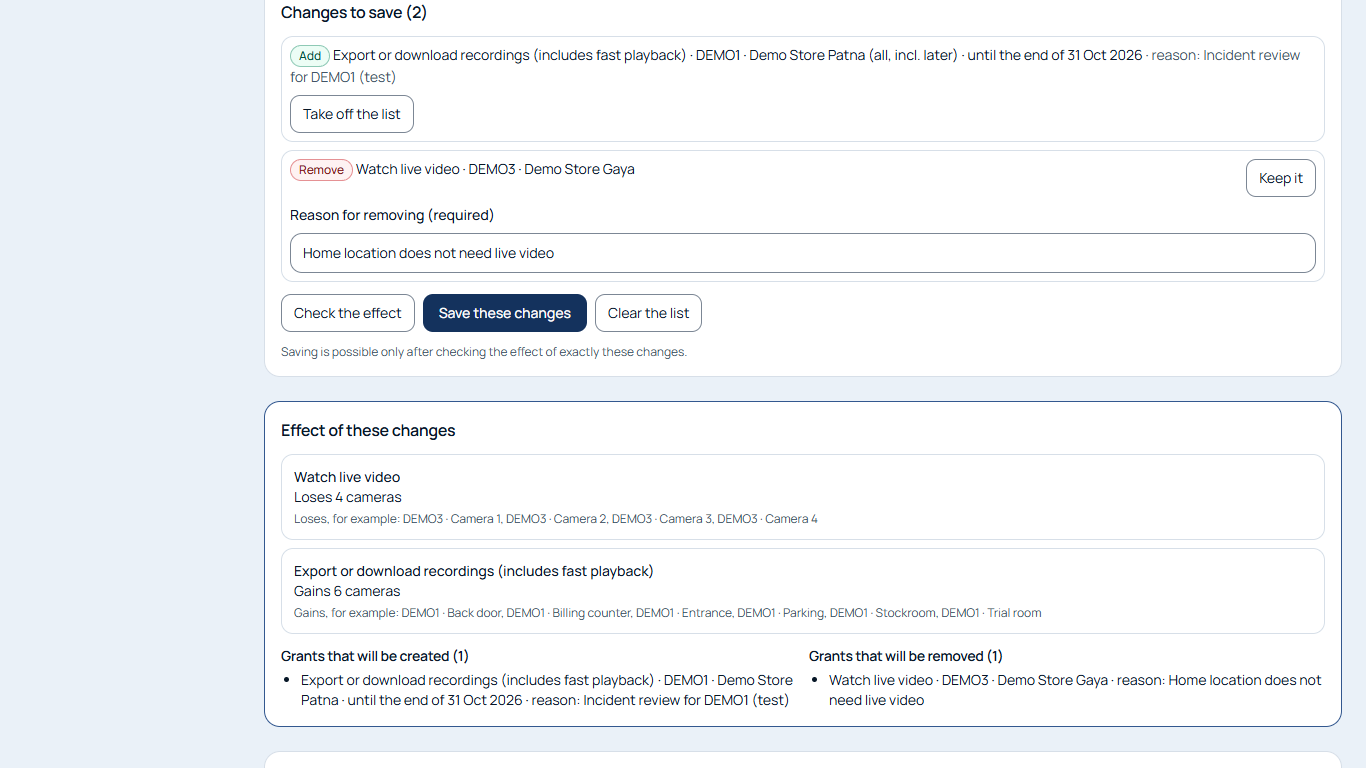 Changes to save (2)
Add Export or download recordings (includes fast playback) · DEMO1 · Demo Store Patna (all, incl. later) · until the end of 31 Oct 2026 · reason: Incident review
for DEMO1 (test)
Take off the list
Remove Watch live video · DEMO3 · Demo Store Gaya
Keep it
Reason for removing (required)
Home location does not need live video
Check the effect
Save these changes
Clear the list
Saving is possible only after checking the effect of exactly these changes.
Effect of these changes
Watch live video
Loses 4 cameras
Loses, for example: DEMO3 · Camera 1, DEMO3 · Camera 2, DEMO3 · Camera 3, DEMO3 · Camera 4
Export or download recordings (includes fast playback)
Gains 6 cameras
Gains, for example: DEMO1 · Back door, DEMO1 · Billing counter, DEMO1 · Entrance, DEMO1 · Parking, DEMO1 · Stockroom, DEMO1 · Trial room
Grants that will be created (1)
• Export or download recordings (includes fast playback) · DEMO1 · Demo Store
Patna · until the end of 31 Oct 2026 · reason: Incident review for DEMO1 (test)
Grants that will be removed (1)
• Watch live video · DEMO3 · Demo Store Gaya · reason: Home location does not
need live video